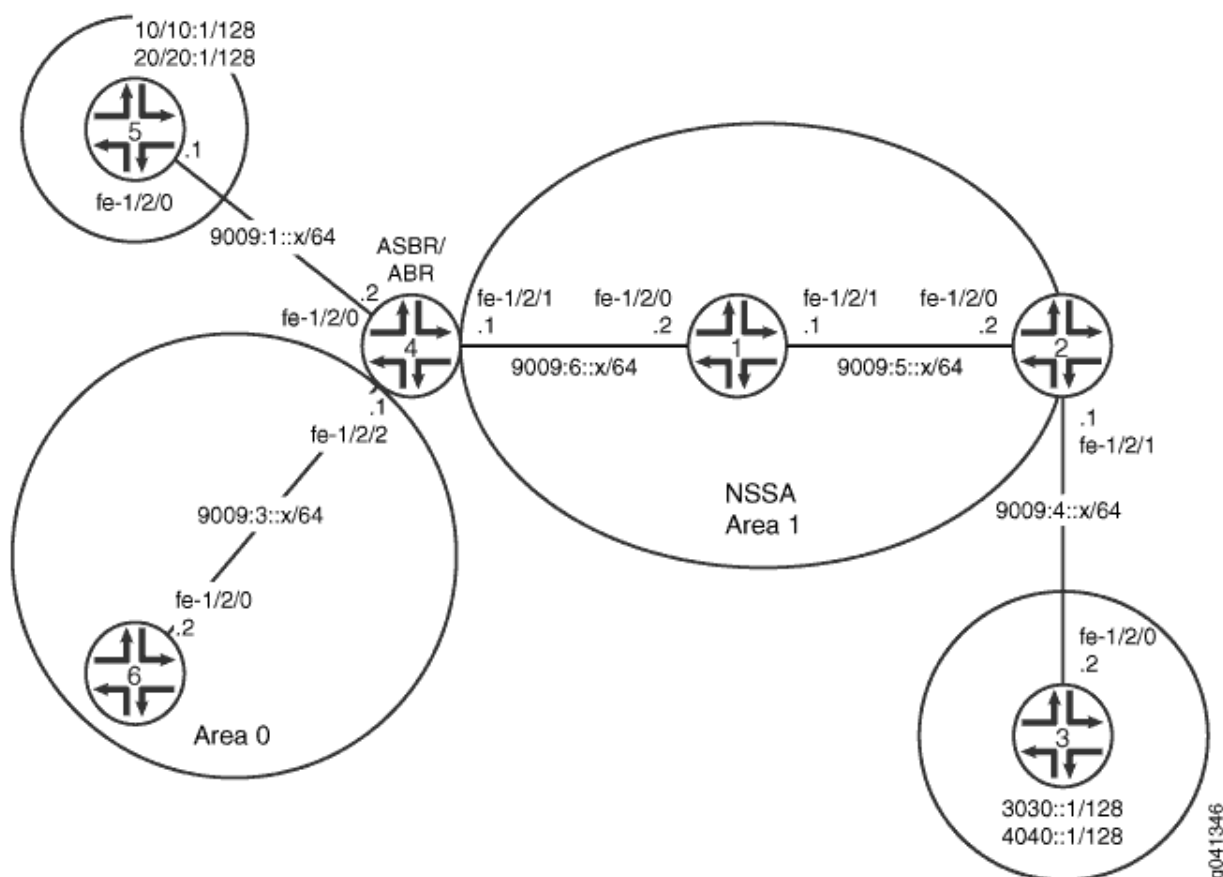 10/10:1/128
20/20:1/128
5
.1
fe-1/2/0
9009:1::x/64
ASBR/
ABR
.2
fe-1/2/0
4
fe-1/2/1
.1
9009:6::x/64
fe-1/2/0
.2
1
fe-1/2/1
.1
9009:5::x/64
fe-1/2/0
.2
2
.1
fe-1/2/1
.1
fe-1/2/2
9009:3::x/64
NSSA
Area 1
9009:4::x/64
fe-1/2/0
.2
6
Area 0
fe-1/2/0
.2
3
3030::1/128
4040::1/128
g041346